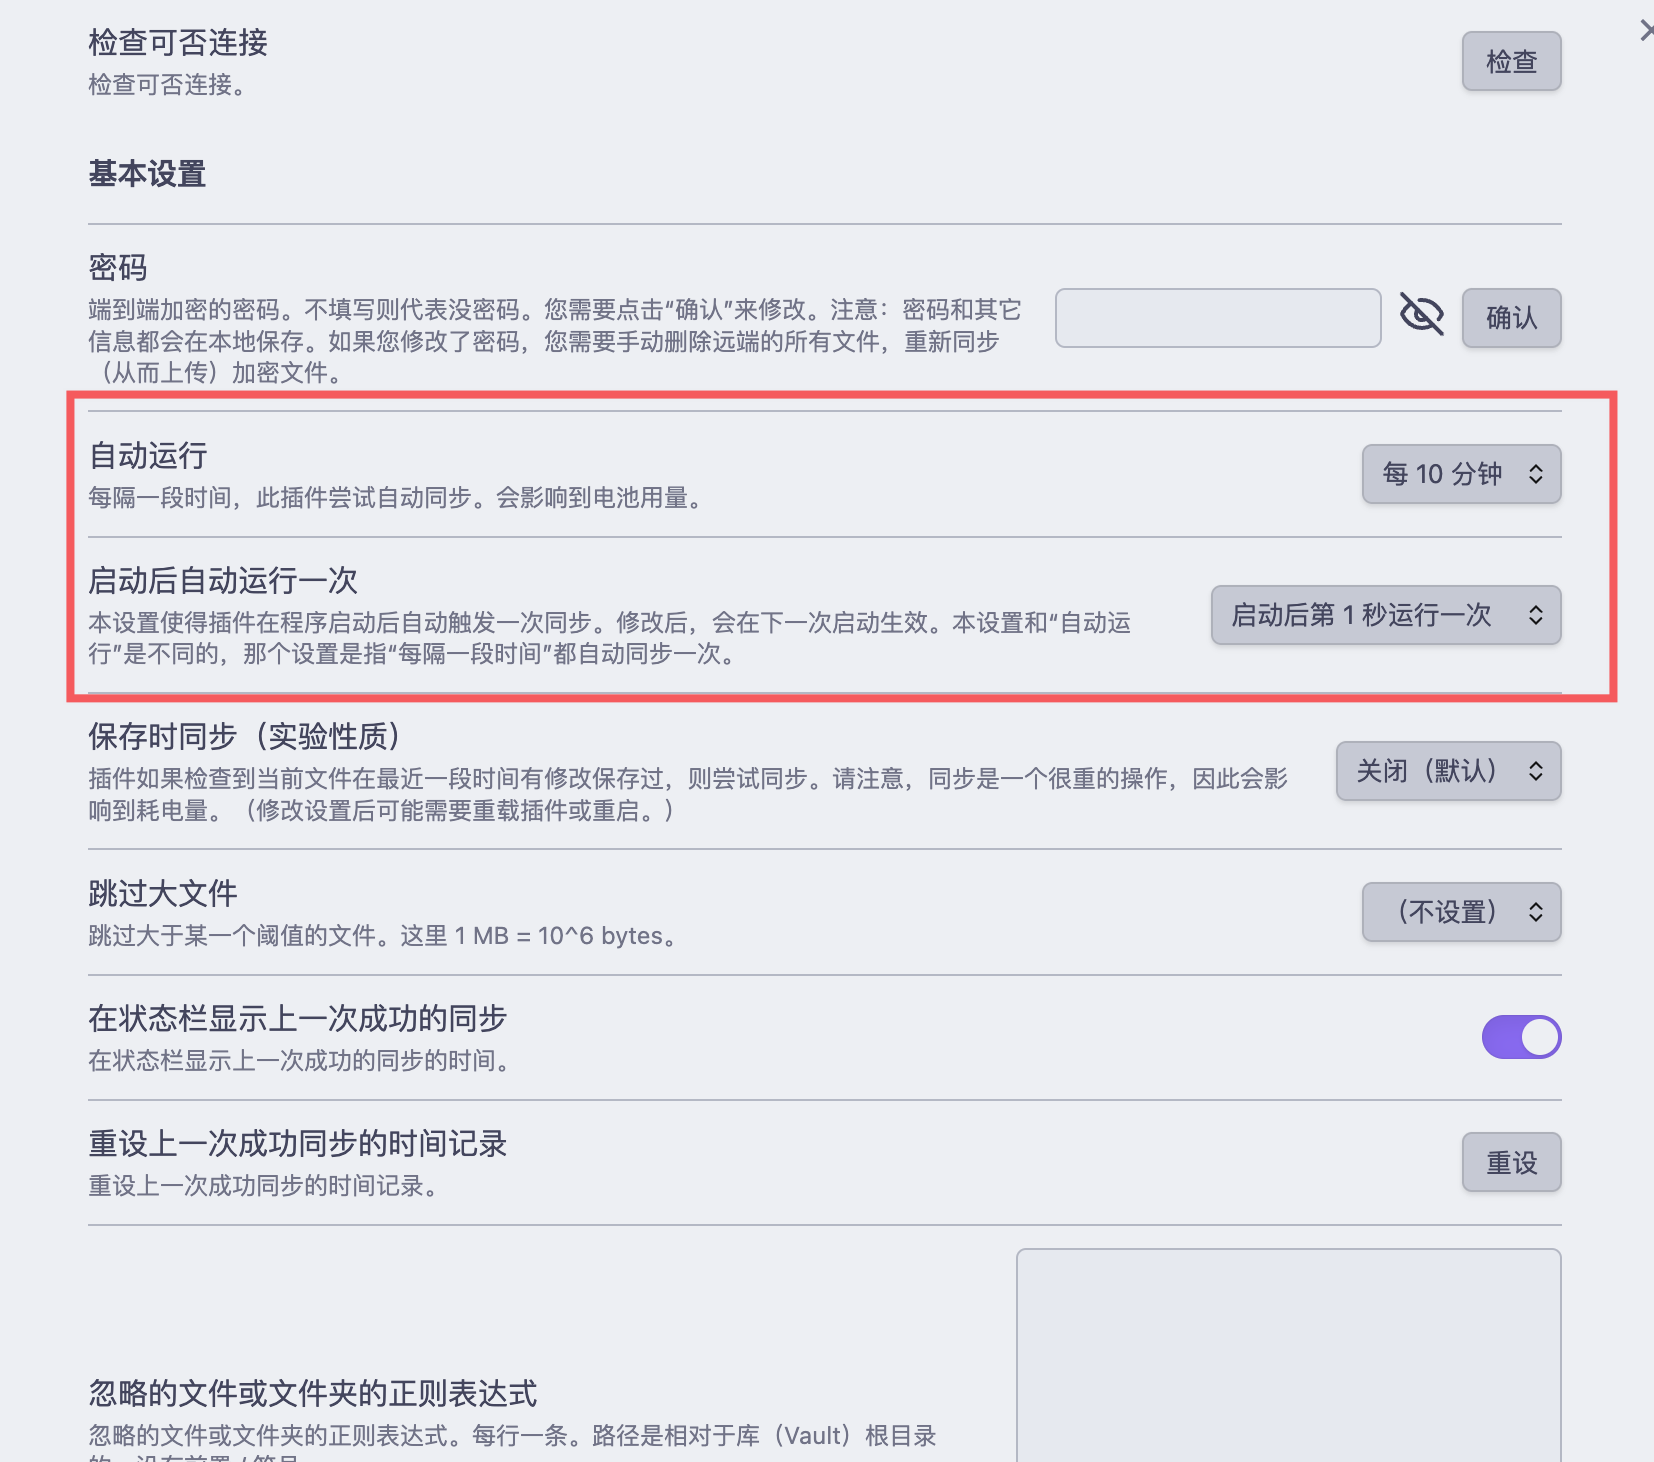 检查可否连接
检查可否连接。
检查
基本设置
密码
端到端加密的密码。不填写则代表没密码。您需要点击“确认”来修改。注意：密码和其它
信息都会在本地保存。如果您修改了密码，您需要手动删除远端的所有文件，重新同步
（从而上传）加密文件。
确认
自动运行
每隔一段时间，此插件尝试自动同步。会影响到电池用量。
每 10 分钟
启动后自动运行一次
本设置使得插件在程序启动后自动触发一次同步。修改后，会在下一次启动生效。本设置和“自动运
行”是不同的，那个设置是指“每隔一段时间”都自动同步一次。
启动后第 1 秒运行一次
保存时同步（实验性质）
插件如果检查到当前文件在最近一段时间有修改保存过，则尝试同步。请注意，同步是一个很重的操作，因此会影
响到耗电量。（修改设置后可能需要重载插件或重启。）
关闭（默认）
跳过大文件
跳过大于某一个阈值的文件。这里 1 MB = 10^6 bytes。
（不设置）
在状态栏显示上一次成功的同步
在状态栏显示上一次成功的同步的时间。
重设上一次成功同步的时间记录
重设上一次成功同步的时间记录。
重设
忽略的文件或文件夹的正则表达式
忽略的文件或文件夹的正则表达式。每行一条。路径是相对于库（Vault）根目录